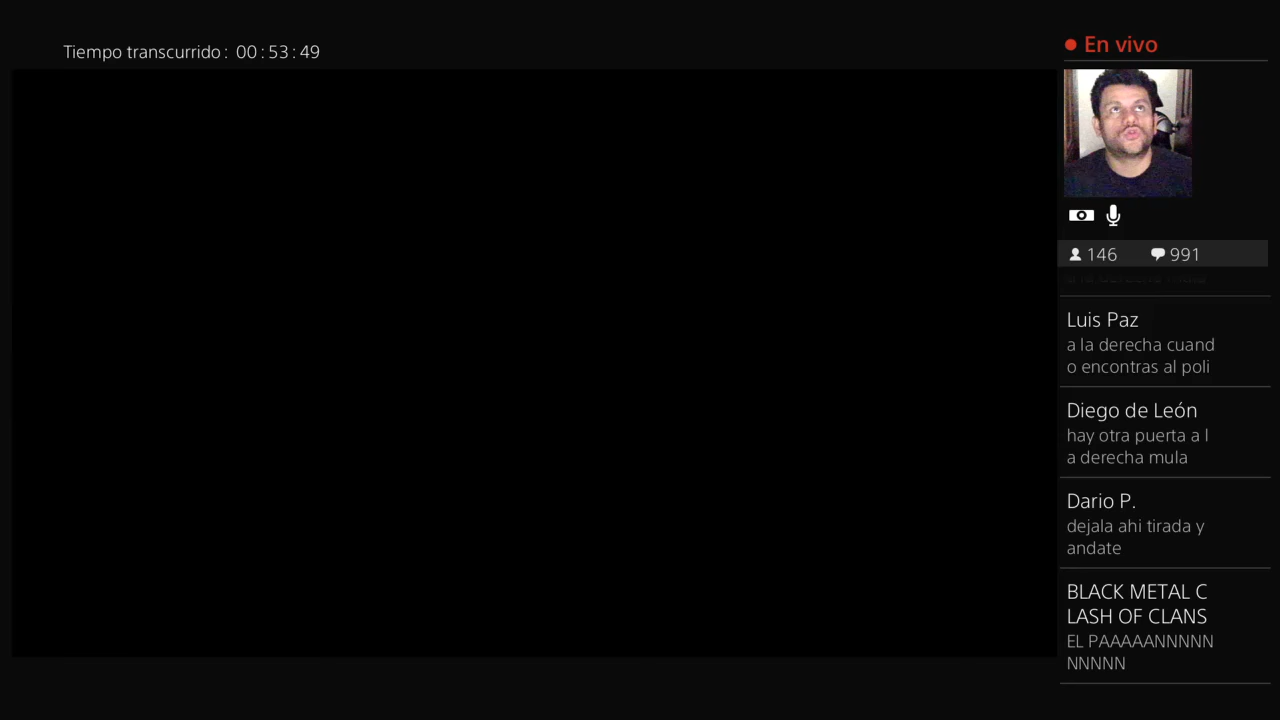 Tiempo transcurrido : 00 : 53 : 49
En vivo
146 991
Luis Paz
a la derecha cuand
o encontras al poli
Diego de León
hay otra puerta a l
a derecha mula
Dario P.
dejala ahi tirada y
andate
BLACK METAL C
LASH OF CLANS
EL PAAAAANNNNN
NNNNN